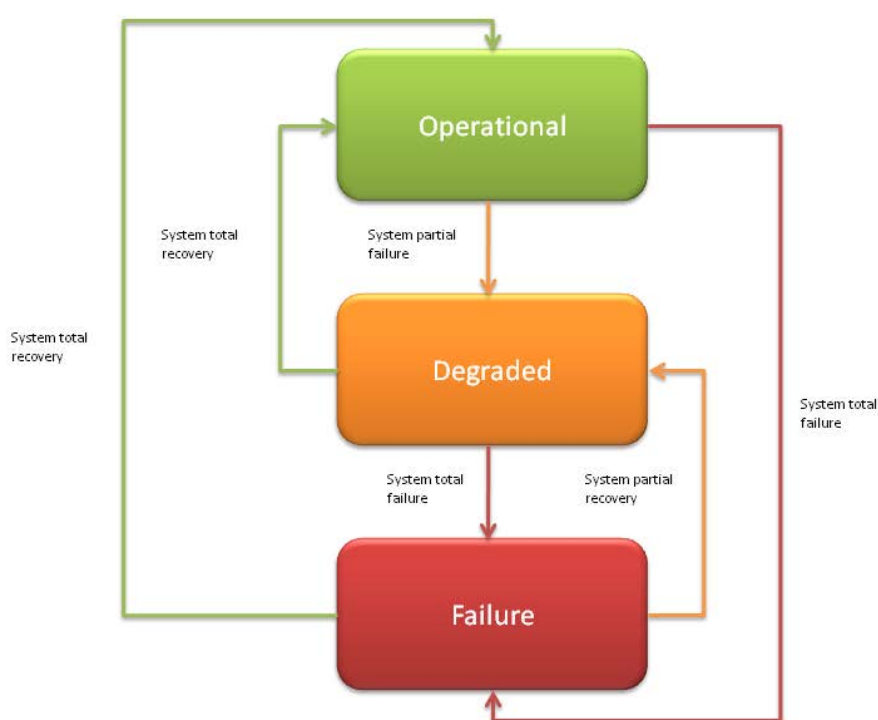 Operational
System total
recovery
System partial
failure
System total
recovery
Degraded
System total
failure
System total
failure
System partial
recovery
Failure